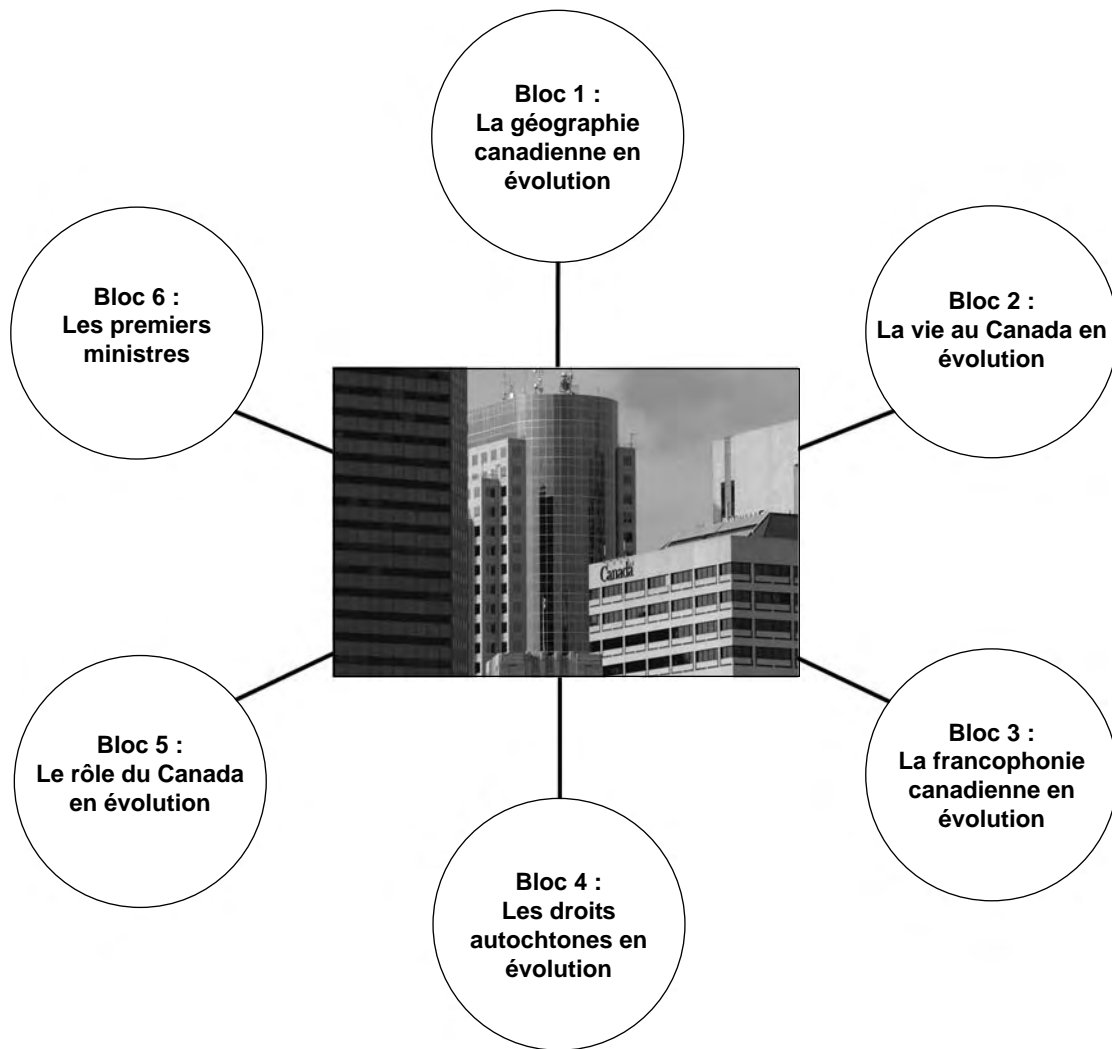 Bloc 1 :
La géographie
canadienne en
évolution
Bloc 6 :
Les premiers
ministres
Bloc 2 :
La vie au Canada en
évolution
Canada
Bloc 5 :
Le rôle du Canada
en évolution
Bloc 3 :
La francophonie
canadienne en
évolution
Bloc 4 :
Les droits
autochtones en
évolution